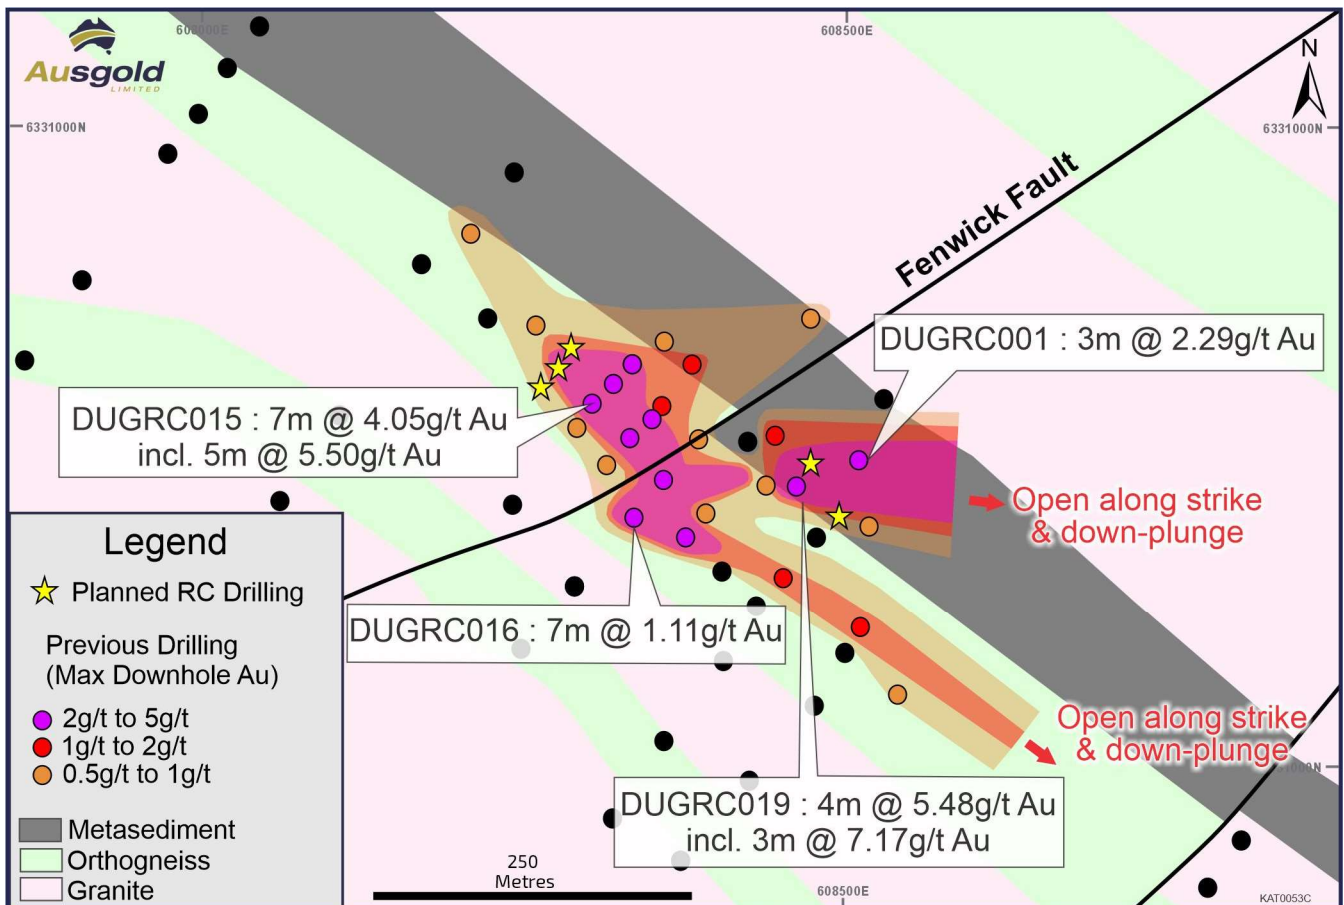 Ausgold
LIMITED
608000E
608500E
N
6331000N
6331000N
Fenwick Fault
DUGRC001 : 3m @ 2.29g/t Au
DUGRC015 : 7m @ 4.05g/t Au
incl. 5m @ 5.50g/t Au
Open along strike
& down-plunge
DUGRC016 : 7m @ 1.11g/t Au
Open along strike
& down-plunge
DUGRC019 : 4m @ 5.48g/t Au
incl. 3m @ 7.17g/t Au
Legend
Planned RC Drilling
Previous Drilling
(Max Downhole Au)
2g/t to 5g/t
1g/t to 2g/t
0.5g/t to 1g/t
Metasediment
Orthogneiss
Granite
250
Metres
608500E
KAT0053C